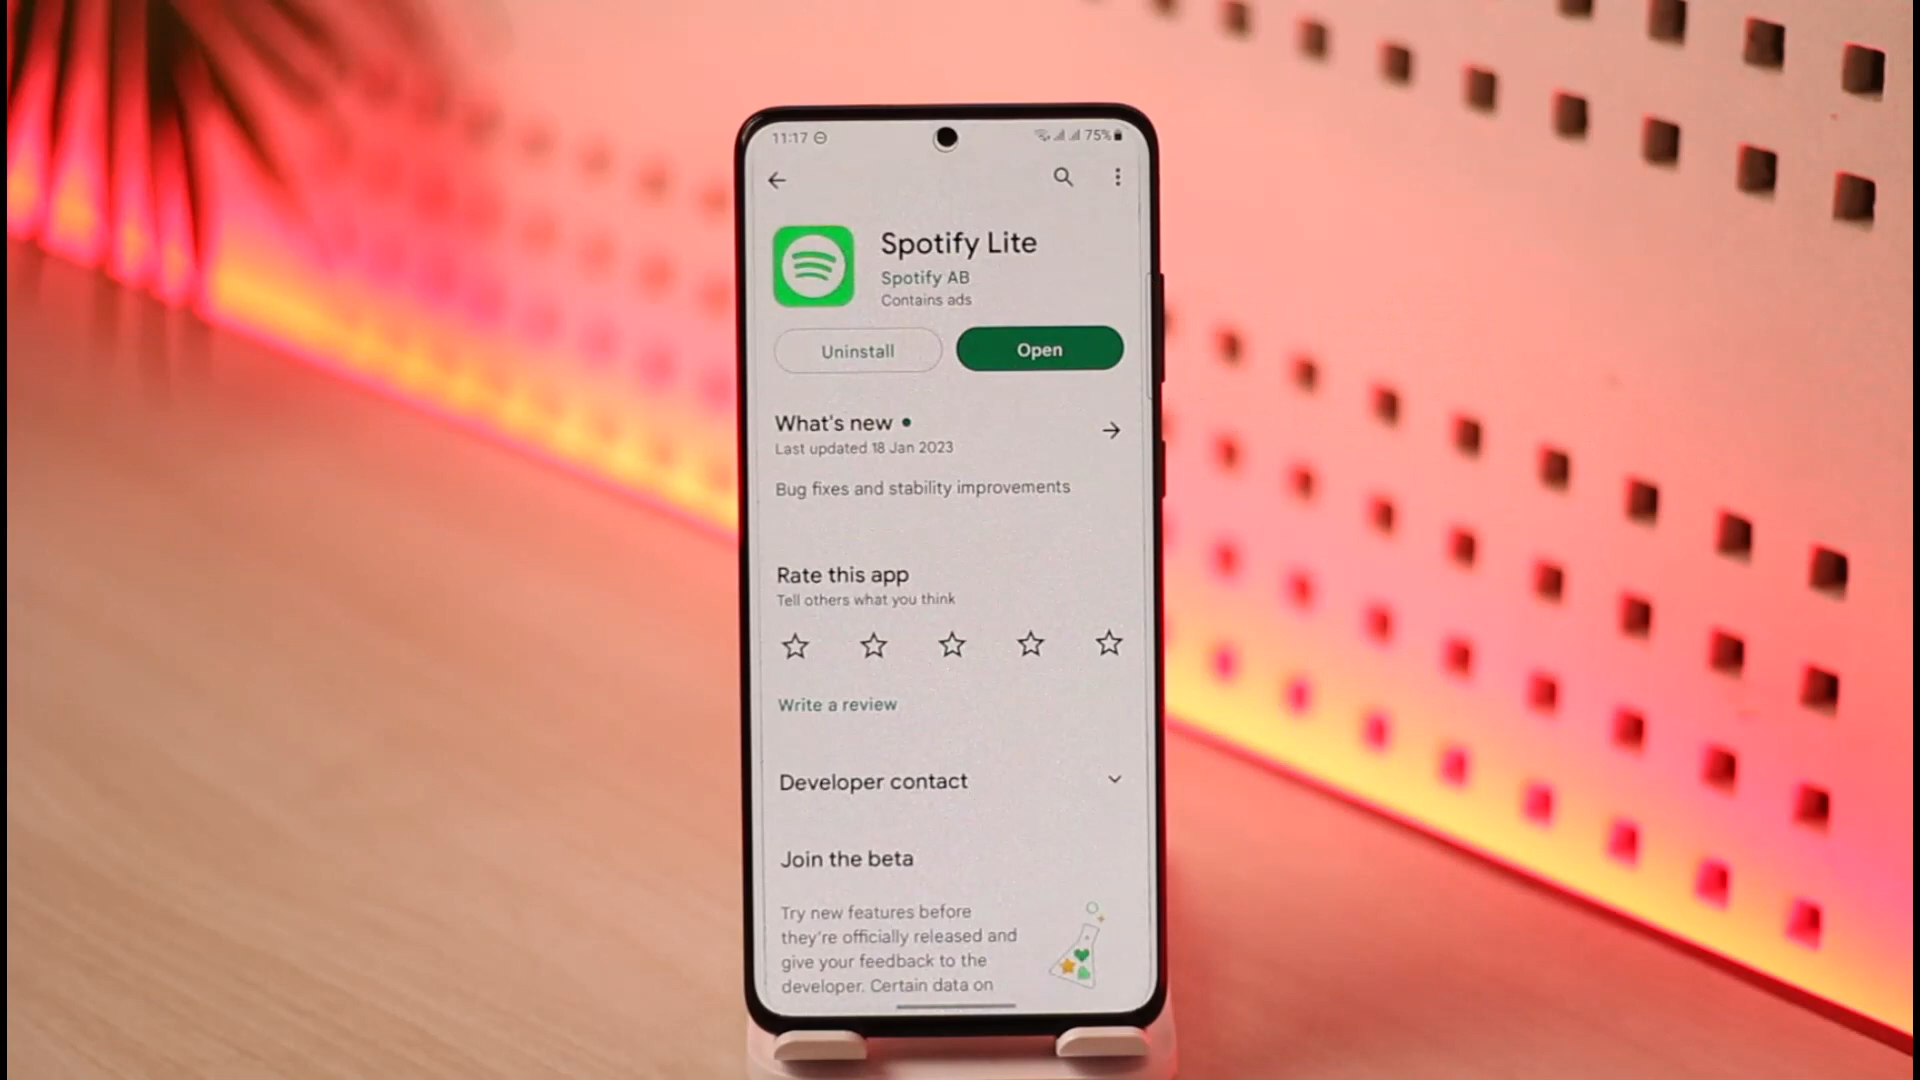 11:17 75%
Spotify Lite
Spotify AB
Contains ads
Uninstall Open
What's new
Last updated 18 Jan 2023
Bug fixes and stability improvements
Rate this app
Tell others what you think
Write a review
Developer contact
Join the beta
Try new features before
they're officially released and
give your feedback to the
developer. Certain data on